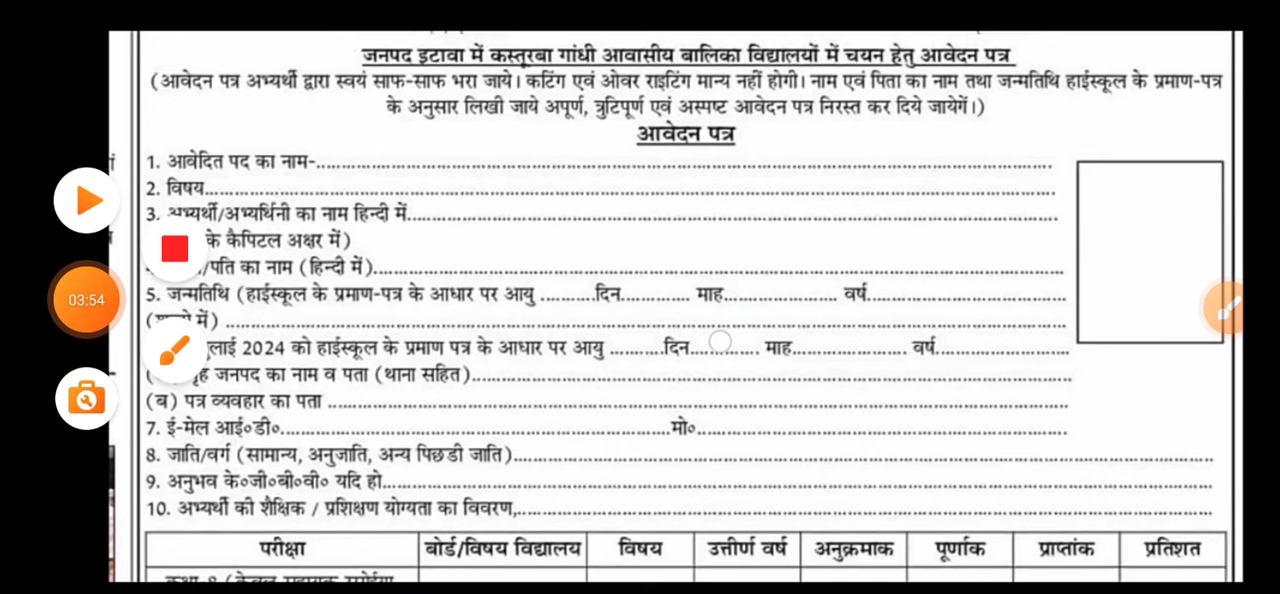 जनपद इटावा में कस्तूरबा गांधी आवासीय बालिका विद्यालयों में चयन हेतु आवेदन पत्र
(आवेदन पत्र अभ्यर्थी द्वारा स्वयं साफ-साफ भरा जाये। कटिंग एवं ओवर राइटिंग मान्य नहीं होगी। नाम एवं पिता का नाम तथा जन्मतिथि हाईस्कूल के प्रमाण-पत्र
के अनुसार लिखी जाये अपूर्ण, त्रुटिपूर्ण एवं अस्पष्ट आवेदन पत्र निरस्त कर दिये जायेगें।)
आवेदन पत्र
1. आवेदित पद का नाम-
2. विषय
3. अभ्यर्थी/अभ्यर्थिनी का नाम हिन्दी में
के कैपिटल अक्षर में)
/पति का नाम (हिन्दी में)
5. जन्मतिथि (हाईस्कूल के प्रमाण-पत्र के आधार पर आयु ............दिन.............. माह....................... वर्ष
में)
2024 को हाईस्कूल के प्रमाण पत्र के आधार पर आयु ...........दिन.............. माह....................... वर्ष
जनपद का नाम व पता (थाना सहित)
(ब) पत्र व्यवहार का पता
7. ई-मेल आई०डी०.......................मो०
8. जाति/वर्ग (सामान्य, अनुजाति, अन्य पिछडी जाति)
9. अनुभव के०जी०बी०वी० यदि हो
10. अभ्यर्थी की शैक्षिक / प्रशिक्षण योग्यता का विवरण,
परीक्षा बोर्ड/विषय विद्यालय विषय उत्तीर्ण वर्ष अनुक्रमाक पूर्णाक प्राप्तांक प्रतिशत
03:54